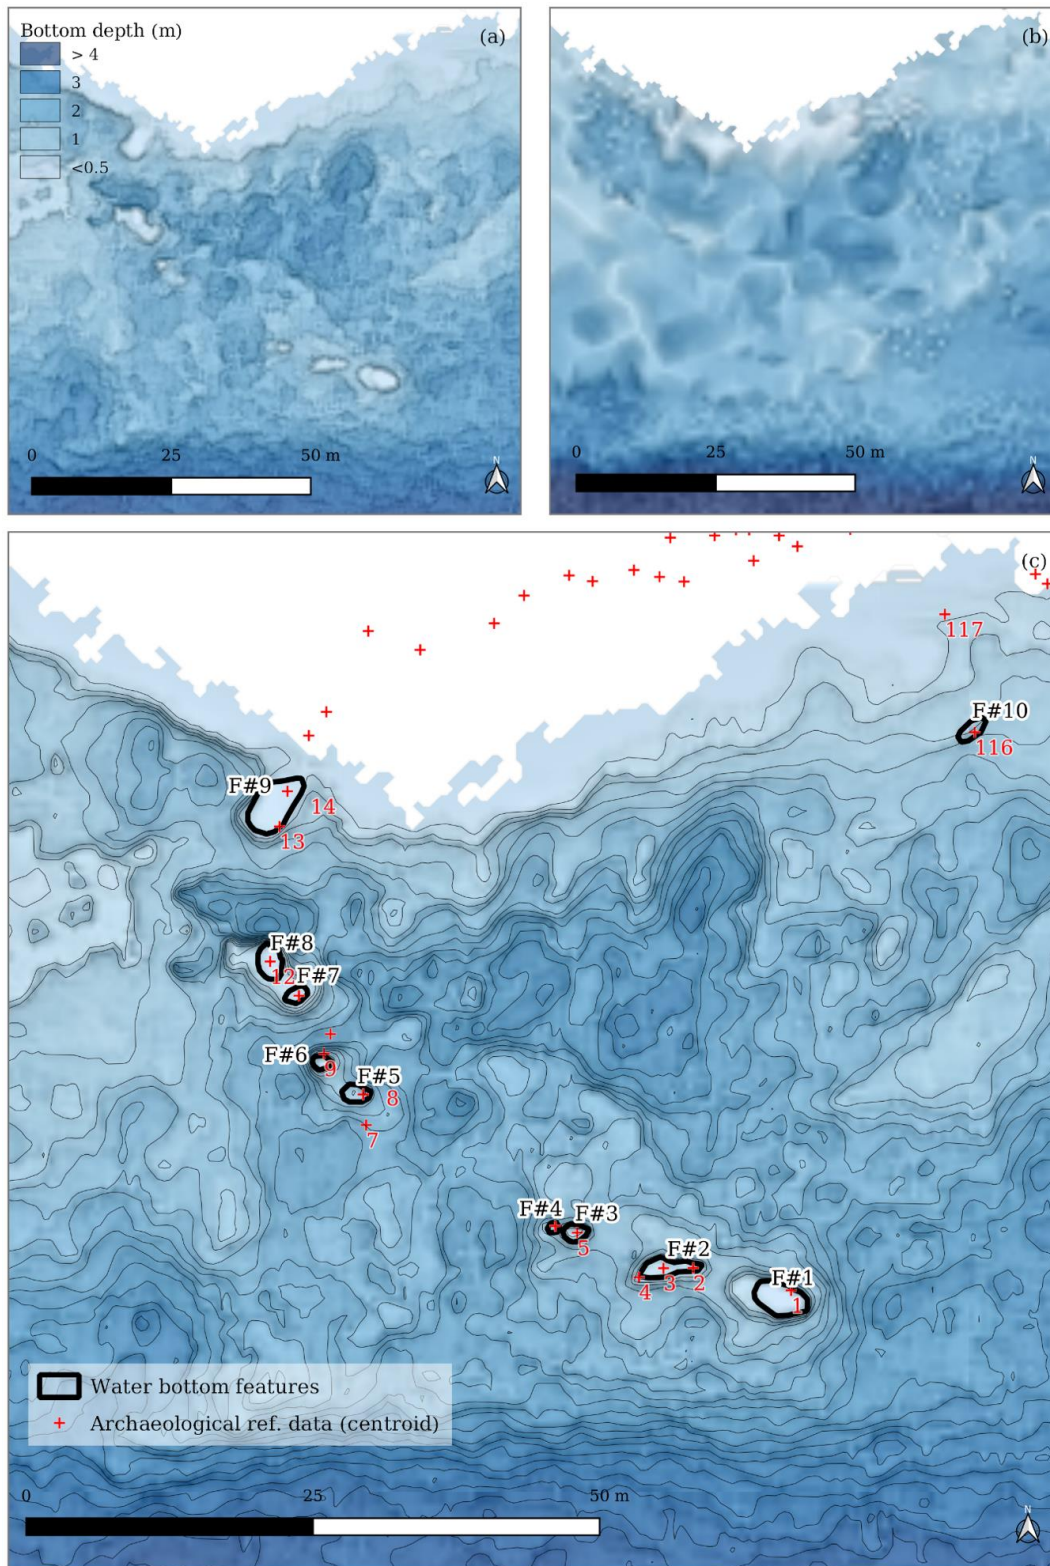 Bottom depth (m)
> 4
3
2
1
<0.5
(a)
0 25 50 m
N
(b)
0 25 50 m
N
(c)
117
F#10
116
F#9
14
13
F#8
12
F#7
F#6
9
F#5
8
7
F#4
F#3
5
F#2
4
3
2
F#1
1
Water bottom features
Archaeological ref. data (centroid)
0 25 50 m
N